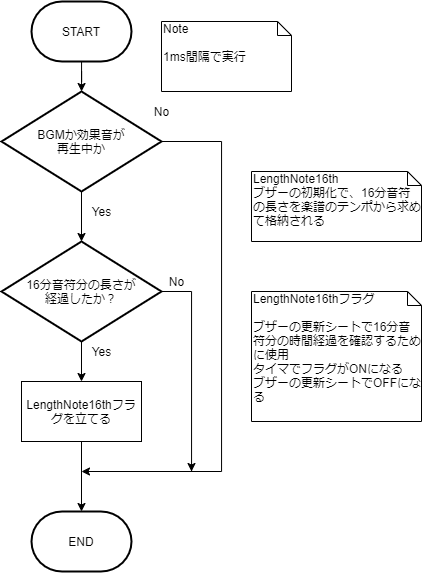 START
Note
1ms間隔で実行
No
BGMか効果音が
再生中か
LengthNote16th
ブザーの初期化で、16分音符
の長さを楽譜のテンポから求め
て格納される
Yes
No
16分音符分の長さが
経過したか？
LengthNote16thフラグ
ブザーの更新シートで16分音
符分の時間経過を確認するため
に使用
タイマでフラグがONになる
ブザーの更新シートでOFFにな
る
Yes
LengthNote16thフラ
グを立てる
END